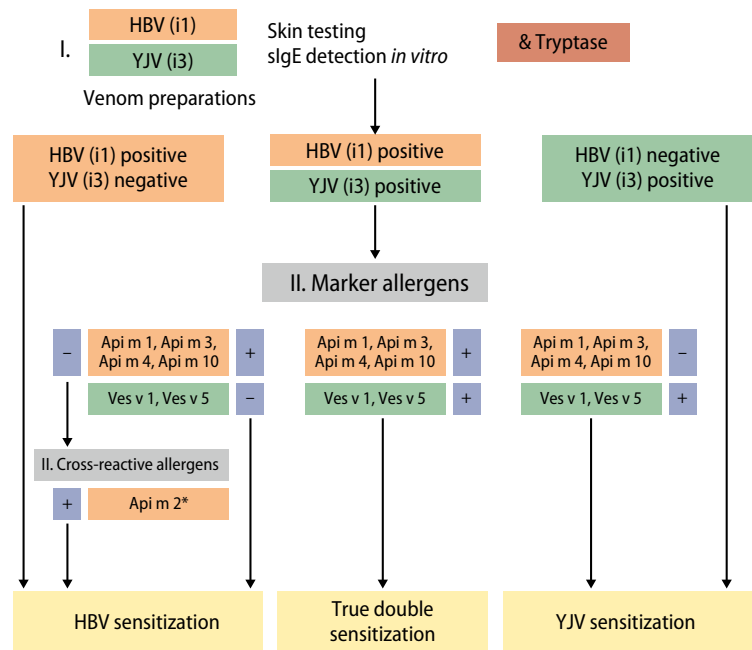 I.
HBV (i1)
YJV (i3)
Venom preparations
Skin testing
sIgE detection in vitro
& Tryptase
HBV (i1) positive
YJV (i3) negative
HBV (i1) positive
YJV (i3) positive
HBV (i1) negative
YJV (i3) positive
II. Marker allergens
–
Api m 1, Api m 3,
Api m 4, Api m 10
+
Ves v 1, Ves v 5
–
Api m 1, Api m 3,
Api m 4, Api m 10
+
Ves v 1, Ves v 5
+
Api m 1, Api m 3,
Api m 4, Api m 10
–
Ves v 1, Ves v 5
+
II. Cross-reactive allergens
+
Api m 2*
HBV sensitization
True double
sensitization
YJV sensitization